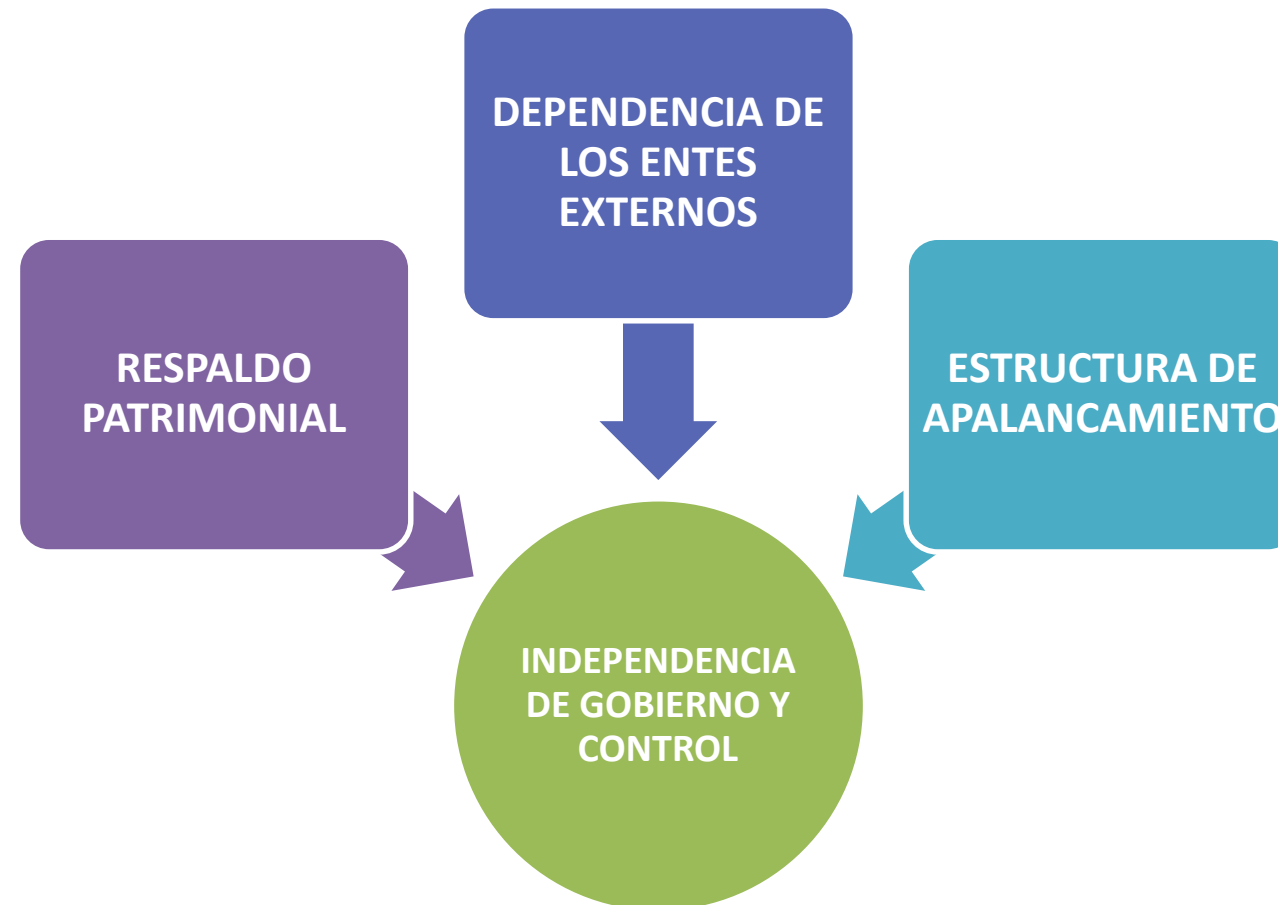 DEPENDENCIA DE
LOS ENTES
EXTERNOS
RESPALDO
PATRIMONIAL
ESTRUCTURA DE
APALANCAMIENTO
INDEPENDENCIA
DE GOBIERNO Y
CONTROL